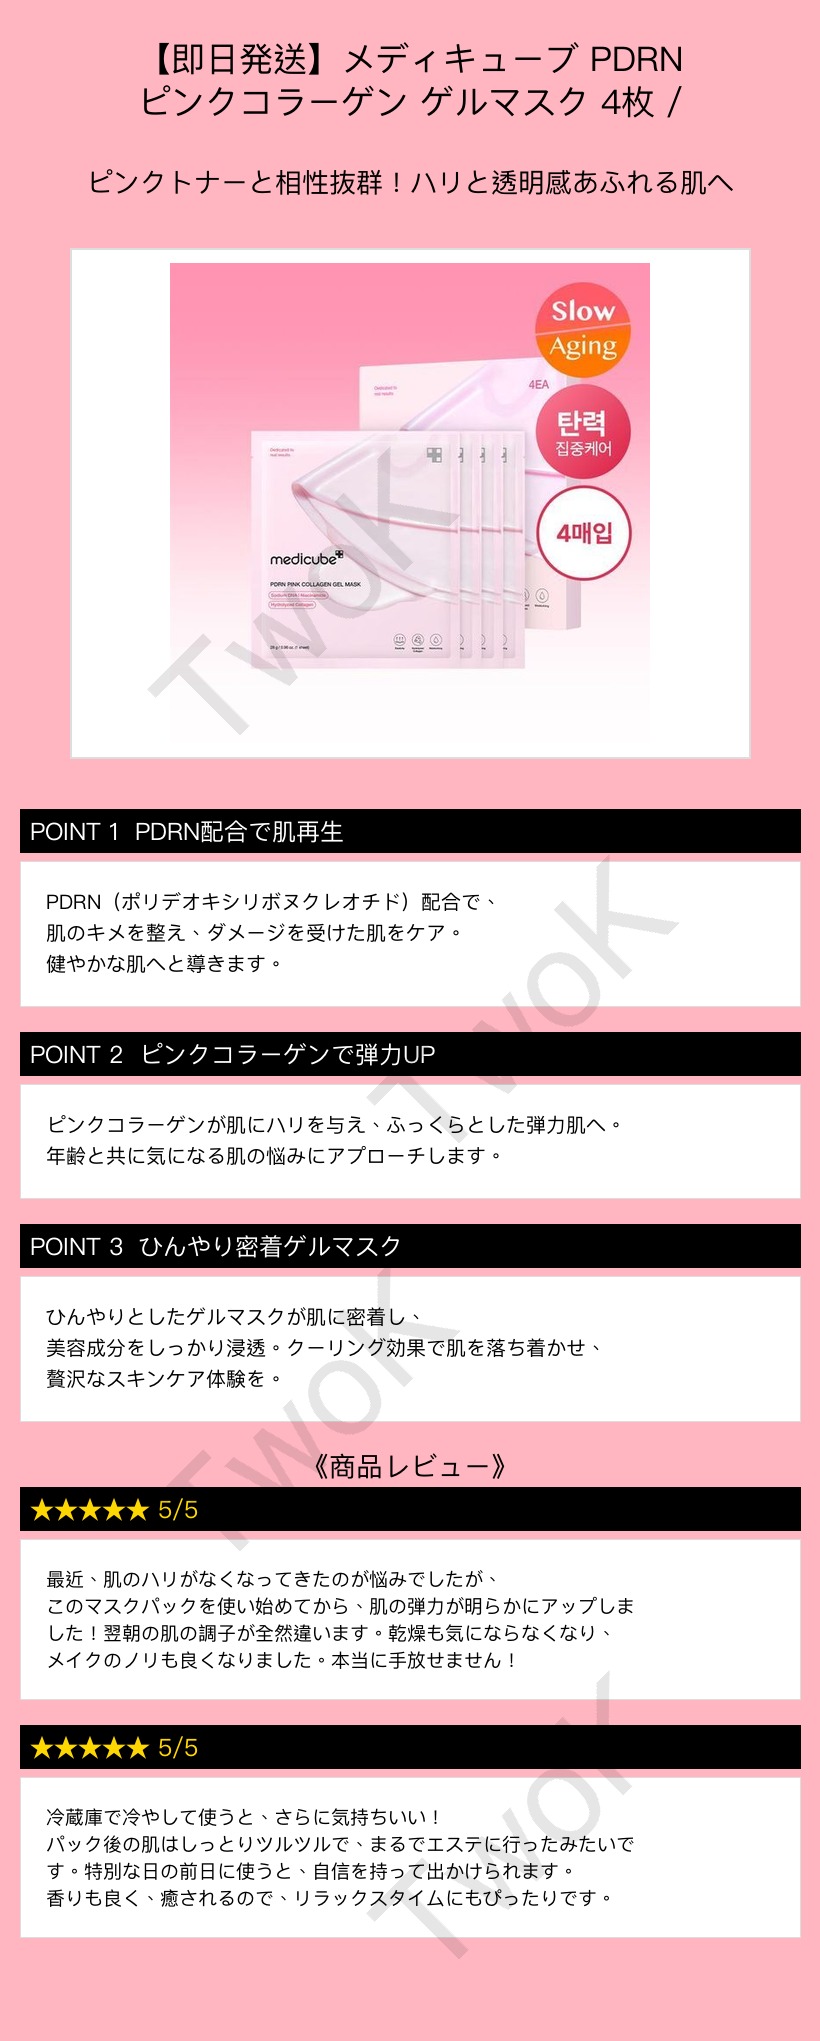 【即日発送】メディキューブ PDRN
ピンクコラーゲン ゲルマスク 4枚 /
ピンクトナーと相性抜群！ハリと透明感あふれる肌へ
Slow
Aging
탄력
집중케어
4매입
Dedicated to
real results
4EA
Dedicated to
real results
medicube
PDRN PINK COLLAGEN GEL MASK
Sodium DNA / Niacinamide
Hydrolyzed Collagen
TwoK
POINT 1 PDRN配合で肌再生
PDRN（ポリデオキシリボヌクレオチド）配合で、
肌のキメを整え、ダメージを受けた肌をケア。
健やかな肌へと導きます。
TwoK
POINT 2 ピンクコラーゲンで弾力UP
ピンクコラーゲンが肌にハリを与え、ふっくらとした弾力肌へ。
年齢と共に気になる肌の悩みにアプローチします。
POINT 3 ひんやり密着ゲルマスク
ひんやりとしたゲルマスクが肌に密着し、
美容成分をしっかり浸透。クーリング効果で肌を落ち着かせ、
贅沢なスキンケア体験を。
TwoK
《商品レビュー》
★★★★★ 5/5
最近、肌のハリがなくなってきたのが悩みでしたが、
このマスクパックを使い始めてから、肌の弾力が明らかにアップしま
した！翌朝の肌の調子が全然違います。乾燥も気にならなくなり、
メイクのノリも良くなりました。本当に手放せません！
★★★★★ 5/5
冷蔵庫で冷やして使うと、さらに気持ちいい！
パック後の肌はしっとりツルツルで、まるでエステに行ったみたいで
す。特別な日の前日に使うと、自信を持って出かけられます。
香りも良く、癒されるので、リラックスタイムにもぴったりです。
TwoK